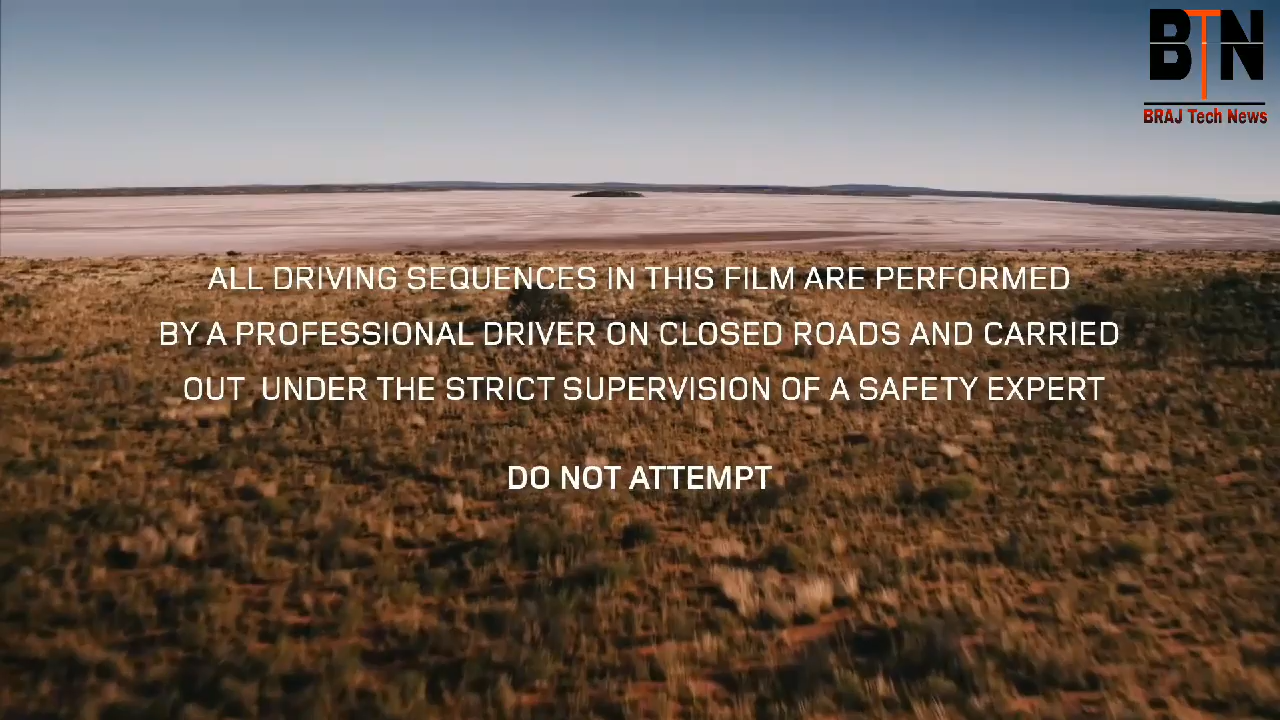 BTN
BRAJ Tech News
ALL DRIVING SEQUENCES IN THIS FILM ARE PERFORMED
BY A PROFESSIONAL DRIVER ON CLOSED ROADS AND CARRIED
OUT UNDER THE STRICT SUPERVISION OF A SAFETY EXPERT
DO NOT ATTEMPT